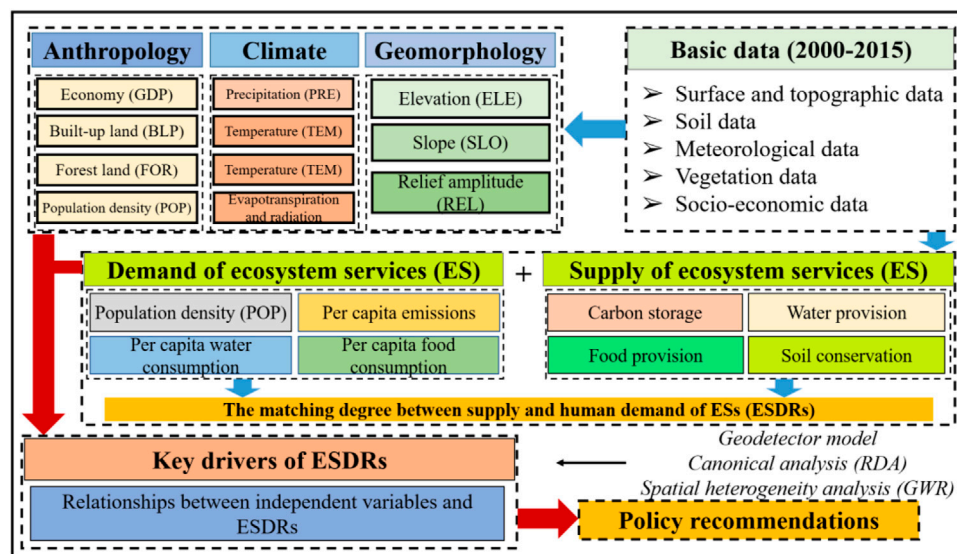 Anthropology
Economy (GDP)
Built-up land (BLP)
Forest land (FOR)
Population density (POP)
Climate
Precipitation (PRE)
Temperature (TEM)
Temperature (TEM)
Evapotranspiration
and radiation
Geomorphology
Elevation (ELE)
Slope (SLO)
Relief amplitude
(REL)
Basic data (2000-2015)
➢ Surface and topographic data
➢ Soil data
➢ Meteorological data
➢ Vegetation data
➢ Socio-economic data
Demand of ecosystem services (ES)
Population density (POP)
Per capita emissions
Per capita water
consumption
Per capita food
consumption
+
Supply of ecosystem services (ES)
Carbon storage
Water provision
Food provision
Soil conservation
The matching degree between supply and human demand of ESs (ESDRs)
Key drivers of ESDRs
Relationships between independent variables and
ESDRs
Geodetector model
Canonical analysis (RDA)
Spatial heterogeneity analysis (GWR)
Policy recommendations